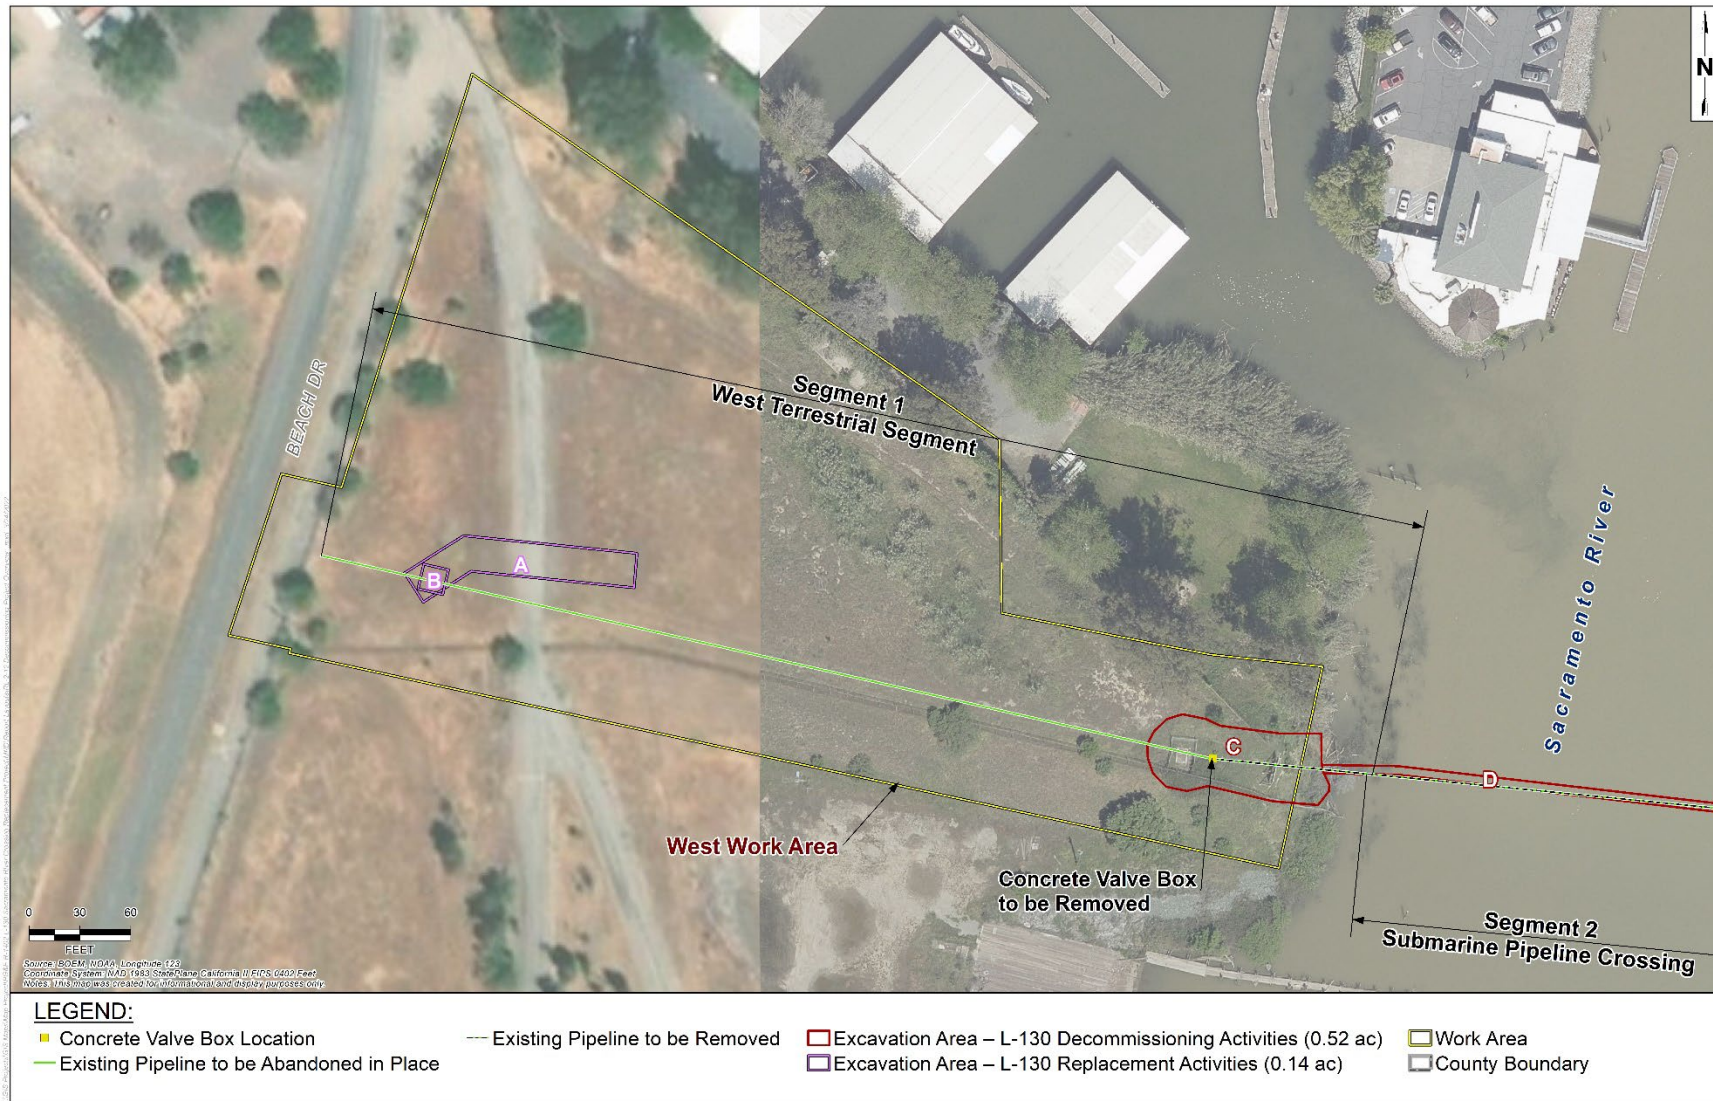 N
BEACH DR
Segment 1
West Terrestrial Segment
A
B
Sacramento River
C
D
West Work Area
Concrete Valve Box
to be Removed
Segment 2
Submarine Pipeline Crossing
0 30 60
FEET
Source: BOEM, NOAA, Longitude 123
Coordinate System: NAD 1983 StatePlane California II FIPS 0402 Feet
Notes: This map was created for informational and display purposes only.
LEGEND:
Concrete Valve Box Location
Existing Pipeline to be Abandoned in Place
Existing Pipeline to be Removed
Excavation Area – L-130 Decommissioning Activities (0.52 ac)
Excavation Area – L-130 Replacement Activities (0.14 ac)
Work Area
County Boundary